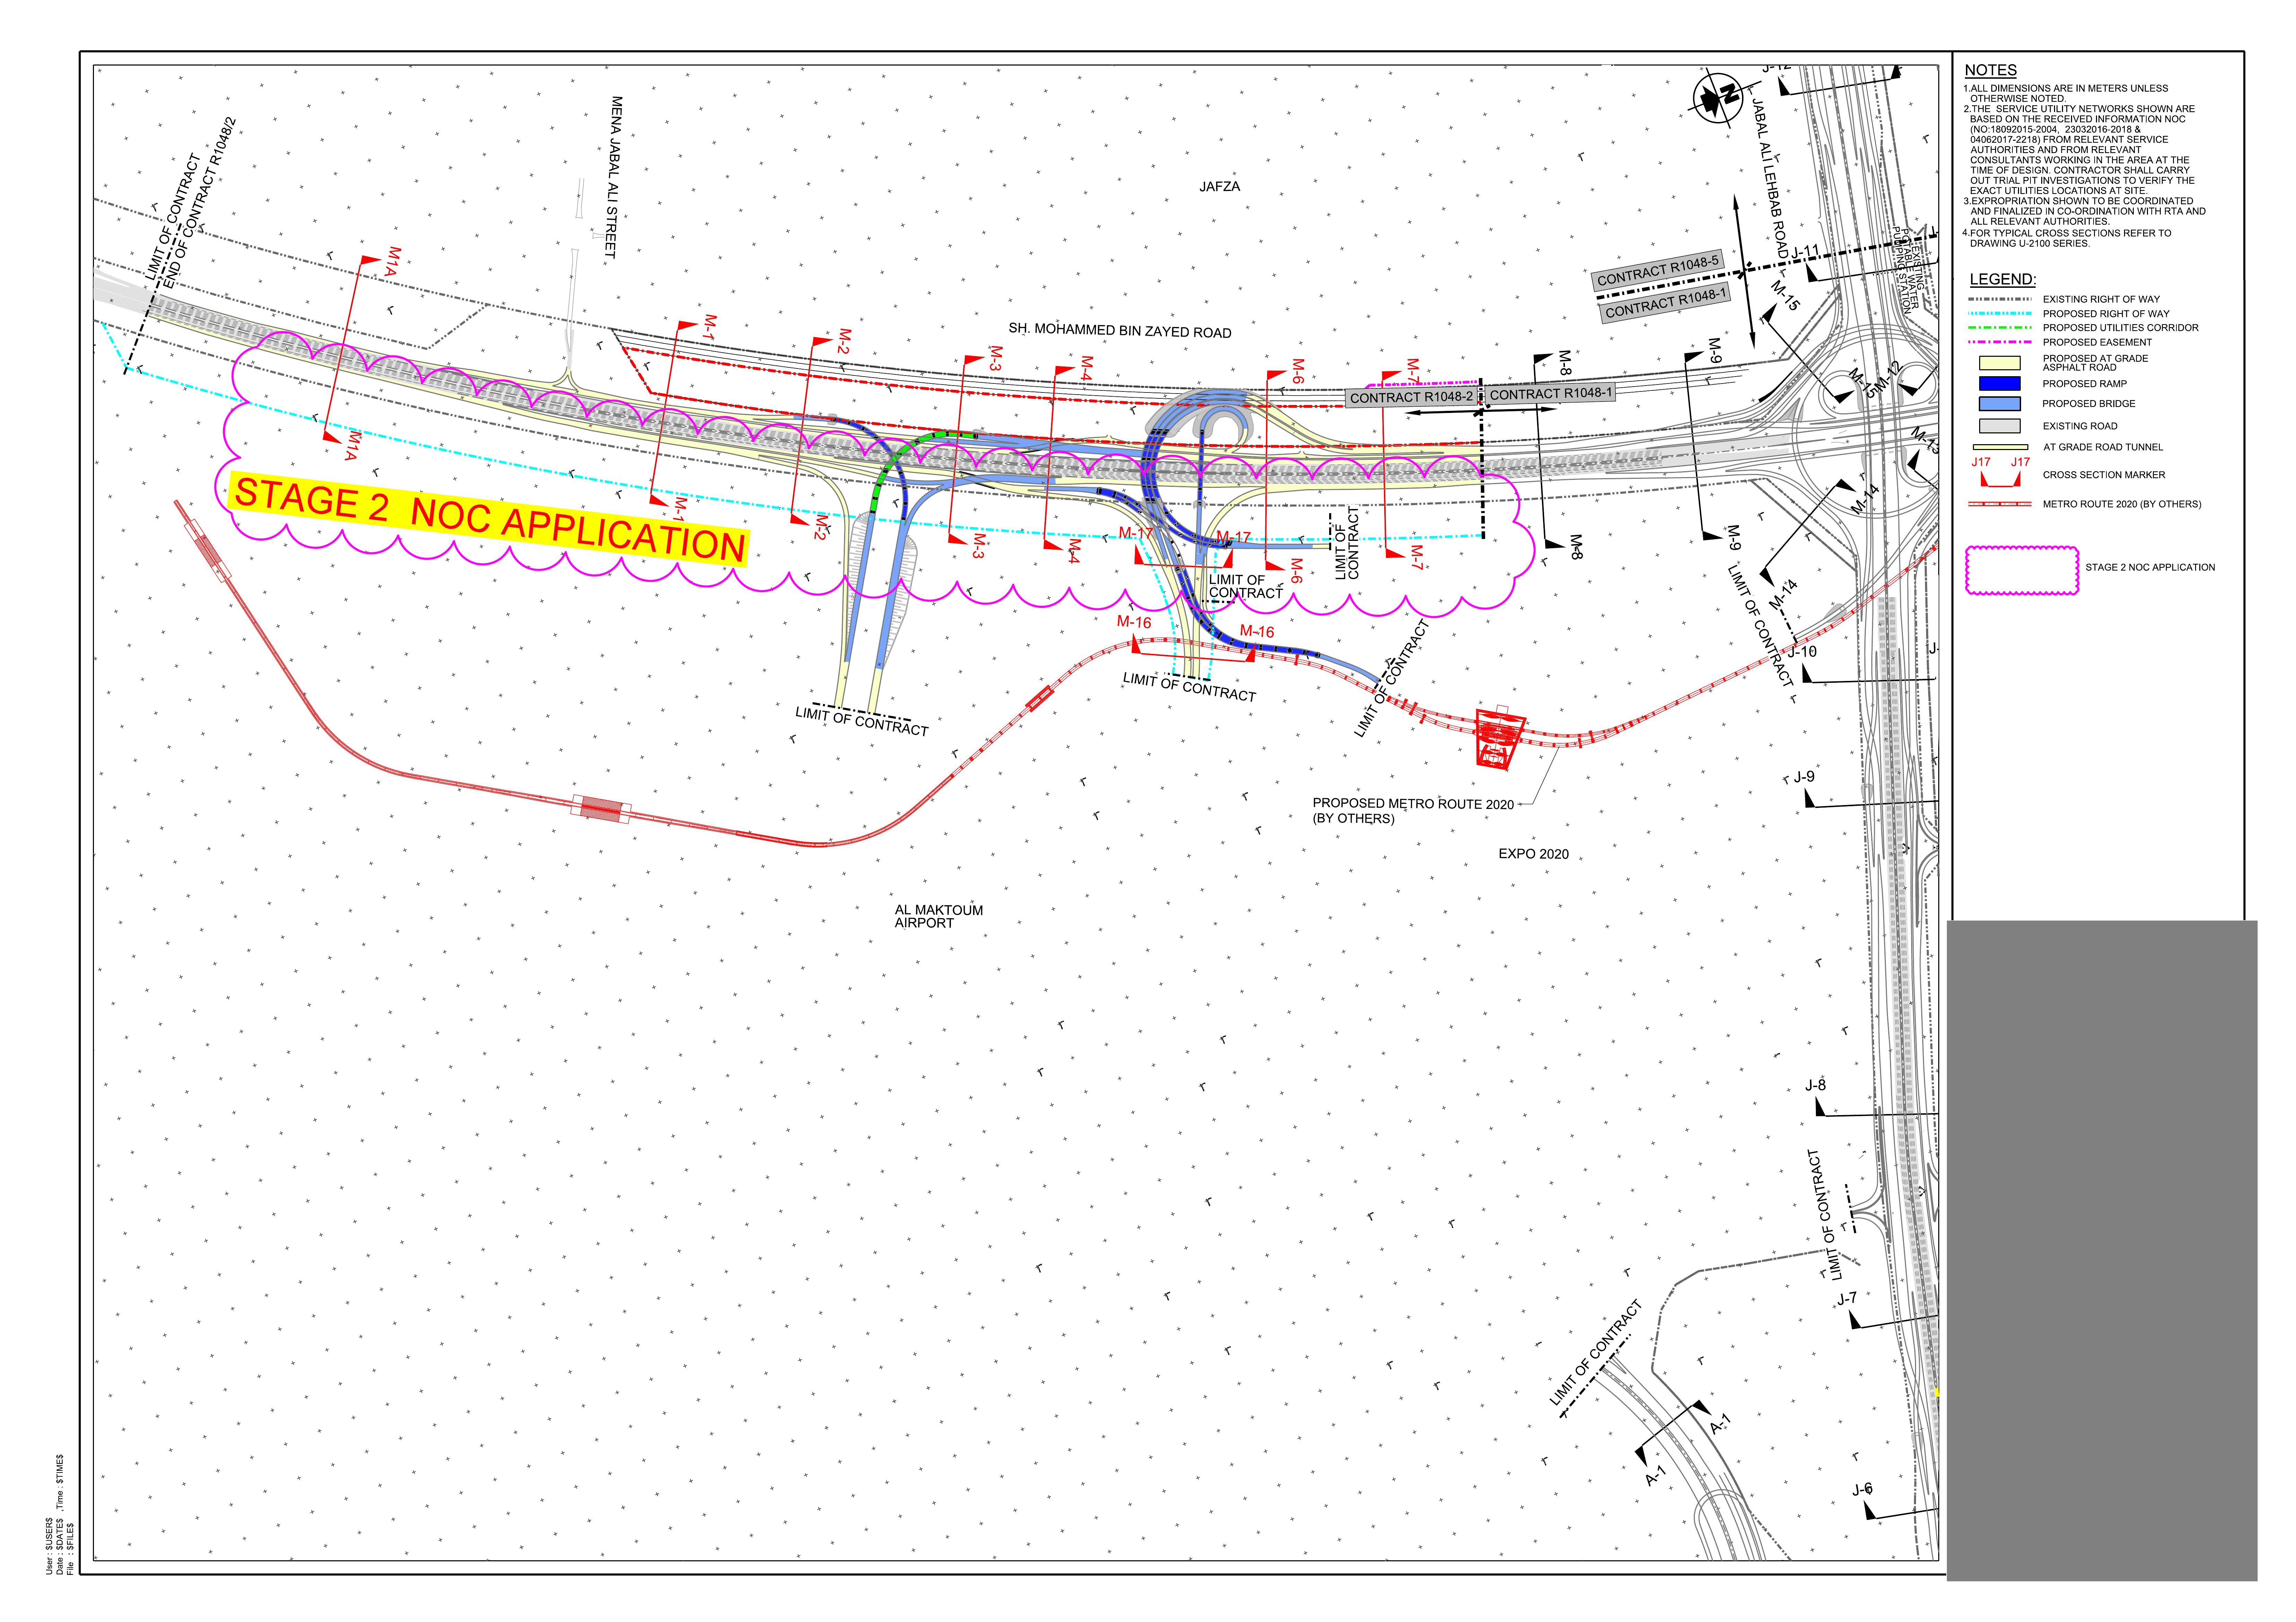 NOTES
1.ALL DIMENSIONS ARE IN METERS UNLESS
OTHERWISE NOTED.
2.THE SERVICE UTILITY NETWORKS SHOWN ARE
BASED ON THE RECEIVED INFORMATION NOC
(NO:18092015-2004, 23032016-2018 &
04062017-2218) FROM RELEVANT SERVICE
AUTHORITIES AND FROM RELEVANT
CONSULTANTS WORKING IN THE AREA AT THE
TIME OF DESIGN. CONTRACTOR SHALL CARRY
OUT TRIAL PIT INVESTIGATIONS TO VERIFY THE
EXACT UTILITIES LOCATIONS AT SITE.
3.EXPROPRIATION SHOWN TO BE COORDINATED
AND FINALIZED IN CO-ORDINATION WITH RTA AND
ALL RELEVANT AUTHORITIES.
4.FOR TYPICAL CROSS SECTIONS REFER TO
DRAWING U-2100 SERIES.
LEGEND:
EXISTING RIGHT OF WAY
PROPOSED RIGHT OF WAY
PROPOSED UTILITIES CORRIDOR
PROPOSED EASEMENT
PROPOSED AT GRADE
ASPHALT ROAD
PROPOSED RAMP
PROPOSED BRIDGE
EXISTING ROAD
AT GRADE ROAD TUNNEL
J17 J17
CROSS SECTION MARKER
METRO ROUTE 2020 (BY OTHERS)
STAGE 2 NOC APPLICATION
LIMIT OF CONTRACT
END OF CONTRACT R1048/2
MENA JABAL ALI STREET
JAFZA
SH. MOHAMMED BIN ZAYED ROAD
JABAL ALI LEHBAB ROAD
N
J-12
J-11
EXISTING
POTABLE WATER
PUMPING STATION
CONTRACT R1048-5
CONTRACT R1048-1
CONTRACT R1048-2
CONTRACT R1048-1
M1A
M1A
M-1
M-1
M-2
M-2
M-3
M-3
M-4
M-4
M-6
M-6
M-7
M-7
M-8
M-8
M-9
M-9
M-15
M-15
M-12
M-13
M-14
M-14
M-17
M-17
M-16
M-16
STAGE 2 NOC APPLICATION
LIMIT OF
CONTRACT
LIMIT OF
CONTRACT
LIMIT OF CONTRACT
LIMIT OF CONTRACT
LIMIT OF CONTRACT
LIMIT OF CONTRACT
J-10
J-9
PROPOSED METRO ROUTE 2020
(BY OTHERS)
EXPO 2020
AL MAKTOUM
AIRPORT
J-8
LIMIT OF CONTRACT
J-7
LIMIT OF CONTRACT
A-1
A-1
J-6
User : $USER$
Date : $DATE$ ,Time : $TIME$
File : $FILE$